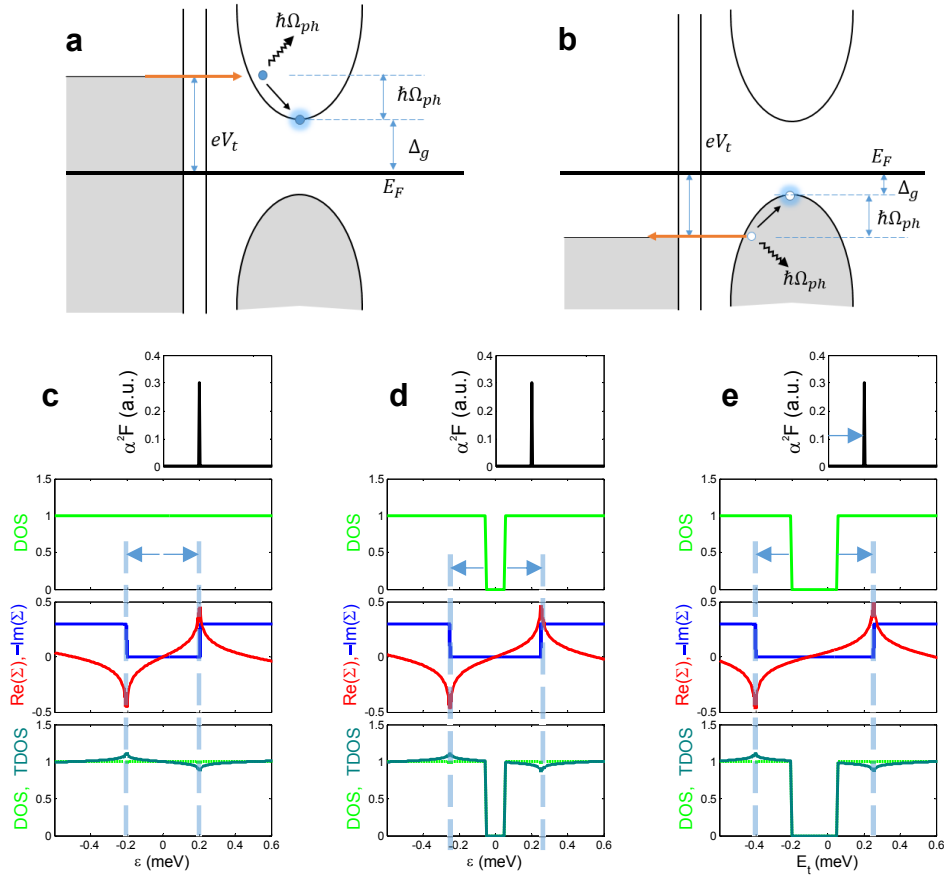 a
ℏΩ_ph
ℏΩ_ph
eV_t
Δ_g
E_F
b
eV_t
E_F
Δ_g
ℏΩ_ph
ℏΩ_ph
c
α²F (a.u.)
0.4
0.3
0.2
0.1
0
DOS
1.5
1
0.5
0
Re(Σ), −Im(Σ)
0.5
0
-0.5
DOS, TDOS
1.5
1
0.5
0
-0.4 -0.2 0 0.2 0.4 0.6
ε (meV)
d
α²F (a.u.)
0.4
0.3
0.2
0.1
0
DOS
1.5
1
0.5
0
Re(Σ), −Im(Σ)
0.5
0
-0.5
DOS, TDOS
1.5
1
0.5
0
-0.4 -0.2 0 0.2 0.4 0.6
ε (meV)
e
α²F (a.u.)
0.4
0.3
0.2
0.1
0
DOS
1.5
1
0.5
0
Re(Σ), −Im(Σ)
0.5
0
-0.5
DOS, TDOS
1.5
1
0.5
0
-0.4 -0.2 0 0.2 0.4 0.6
E_t (meV)